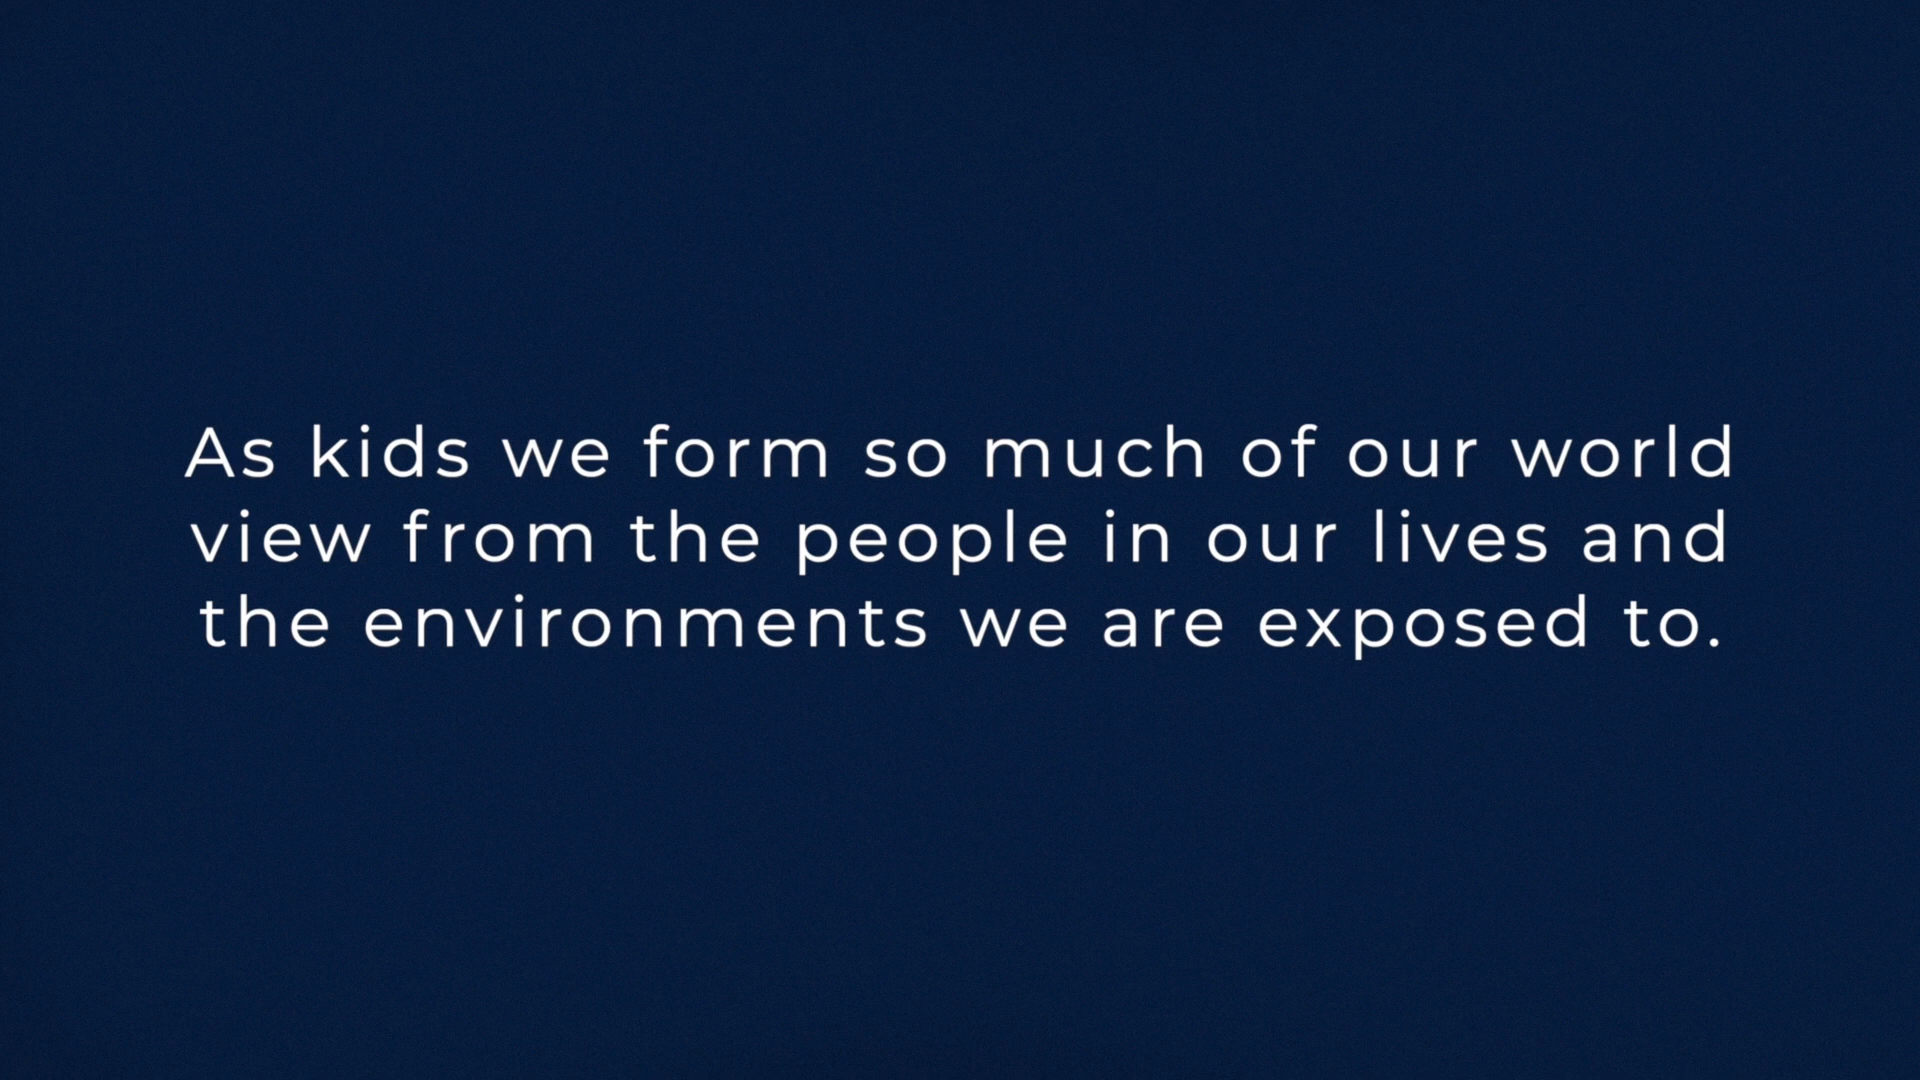 As kids we form so much of our world
view from the people in our lives and
the environments we are exposed to.